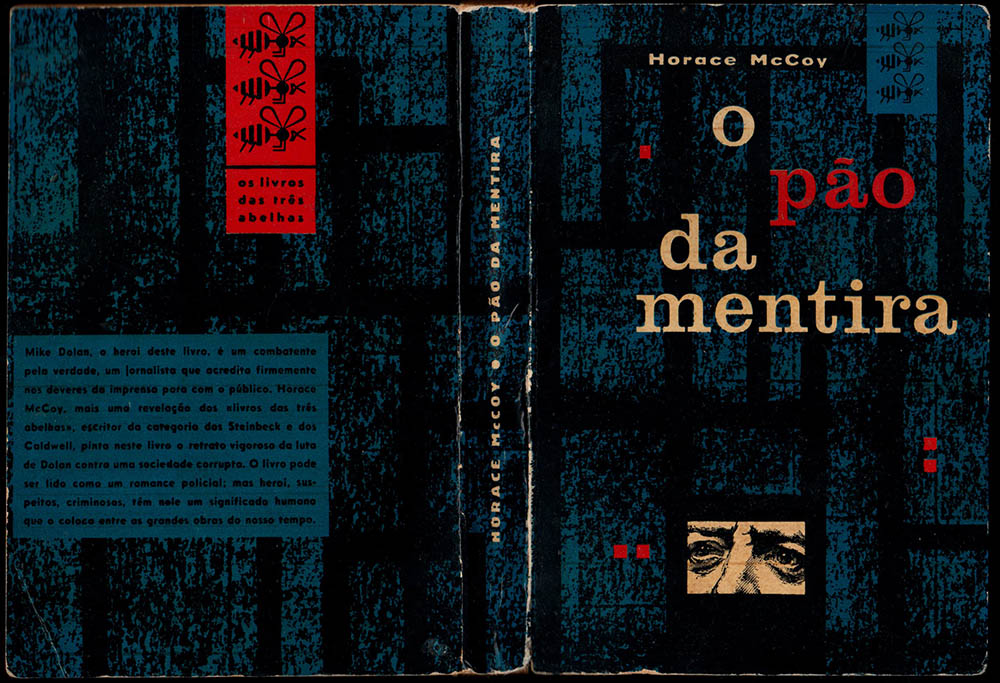 os livros
das três
abelhas
Mike Dolan, o heroi deste livro, é um combatente
pela verdade, um jornalista que acredita firmemente
nos deveres da imprensa para com o público. Horace
McCoy, mais uma revelação dos «livros das três
abelhas», escritor da categoria dos Steinbeck e dos
Caldwell, pinta neste livro o retrato vigoroso da luta
de Dolan contra uma sociedade corrupta. O livro pode
ser lido como um romance policial; mas heroi, sus-
peitos, criminosos, têm nele um significado humano
que o coloca entre as grandes obras do nosso tempo.
HORACE McCOY • O PÃO DA MENTIRA
Horace McCoy
o
pão
da
mentira